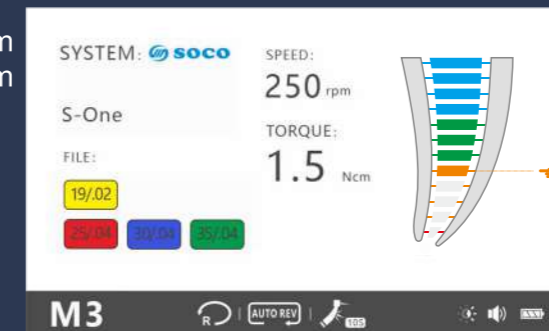 m
m
SYSTEM: soco
S-One
FILE:
19/.02
25/.04 30/.04 35/.04
SPEED:
250 rpm
TORQUE:
1.5 Ncm
M3
R
AUTO REV
10S